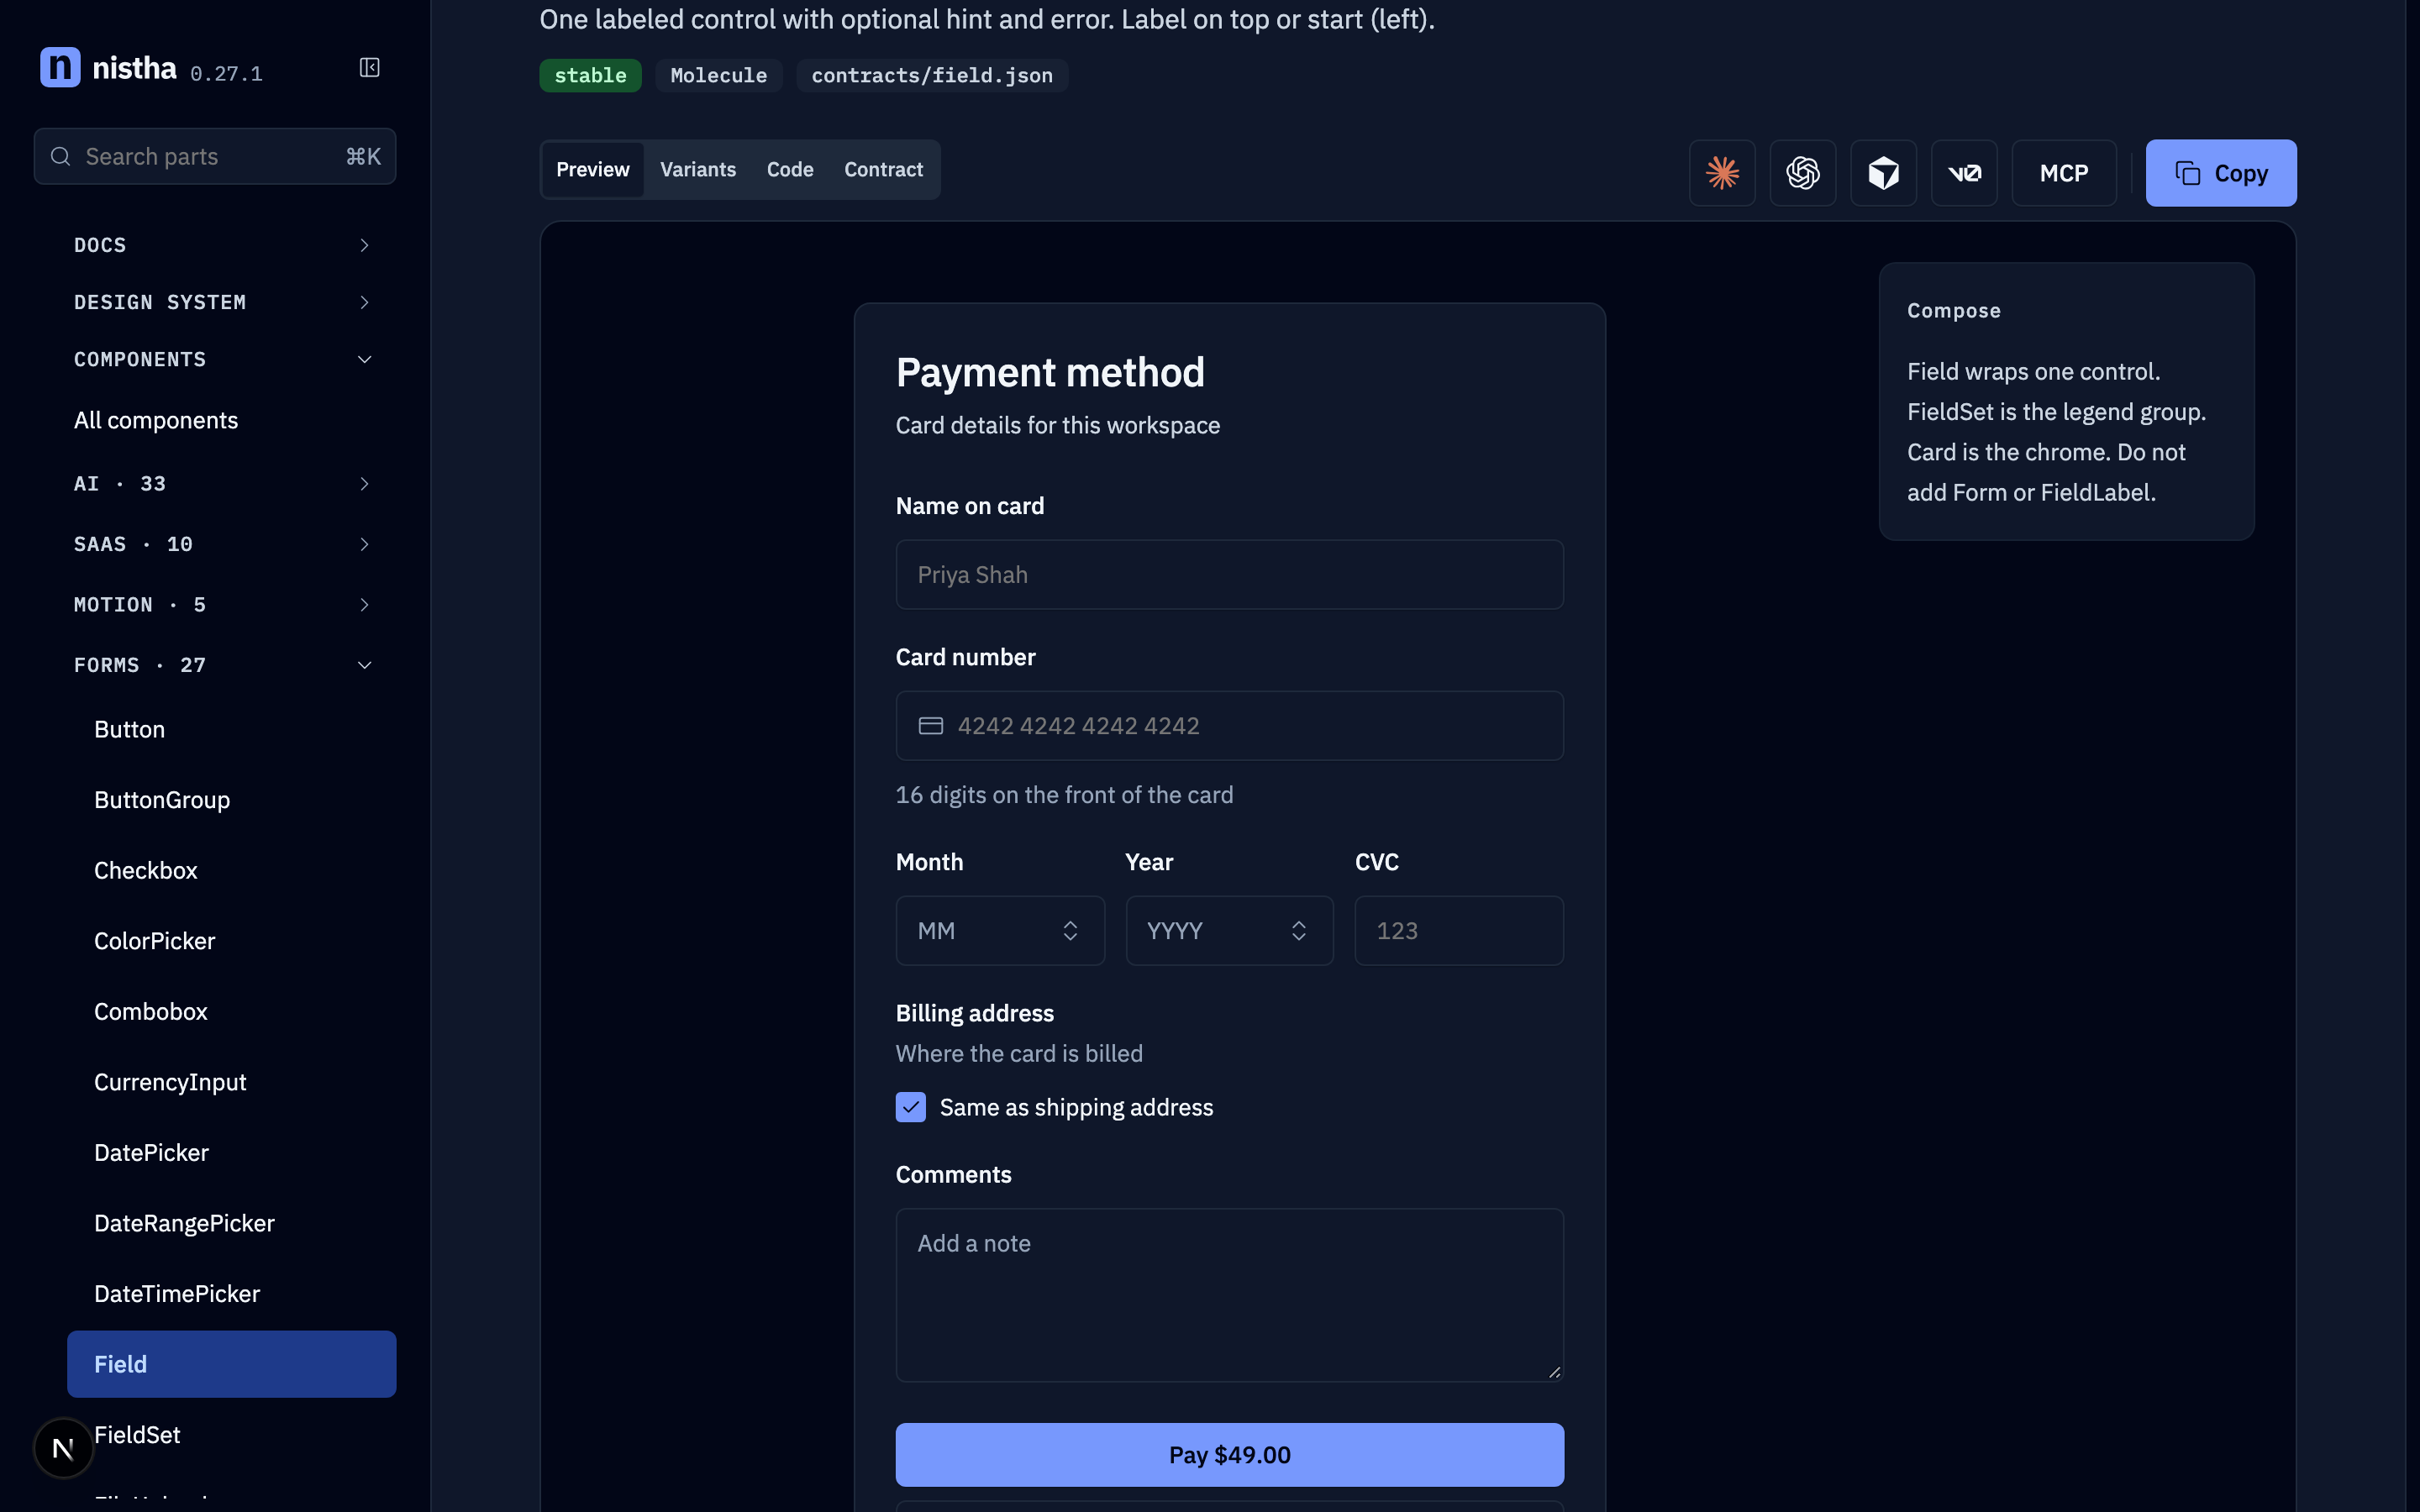 n nistha 0.27.1
Search parts ⌘K
DOCS
DESIGN SYSTEM
COMPONENTS
All components
AI · 33
SAAS · 10
MOTION · 5
FORMS · 27
Button
ButtonGroup
Checkbox
ColorPicker
Combobox
CurrencyInput
DatePicker
DateRangePicker
DateTimePicker
Field
FieldSet
N
One labeled control with optional hint and error. Label on top or start (left).
stable Molecule contracts/field.json
Preview Variants Code Contract
v0 MCP Copy
Payment method
Card details for this workspace
Name on card
Priya Shah
Card number
4242 4242 4242 4242
16 digits on the front of the card
Month Year CVC
MM YYYY 123
Billing address
Where the card is billed
Same as shipping address
Comments
Add a note
Pay $49.00
Compose
Field wraps one control.
FieldSet is the legend group.
Card is the chrome. Do not
add Form or FieldLabel.